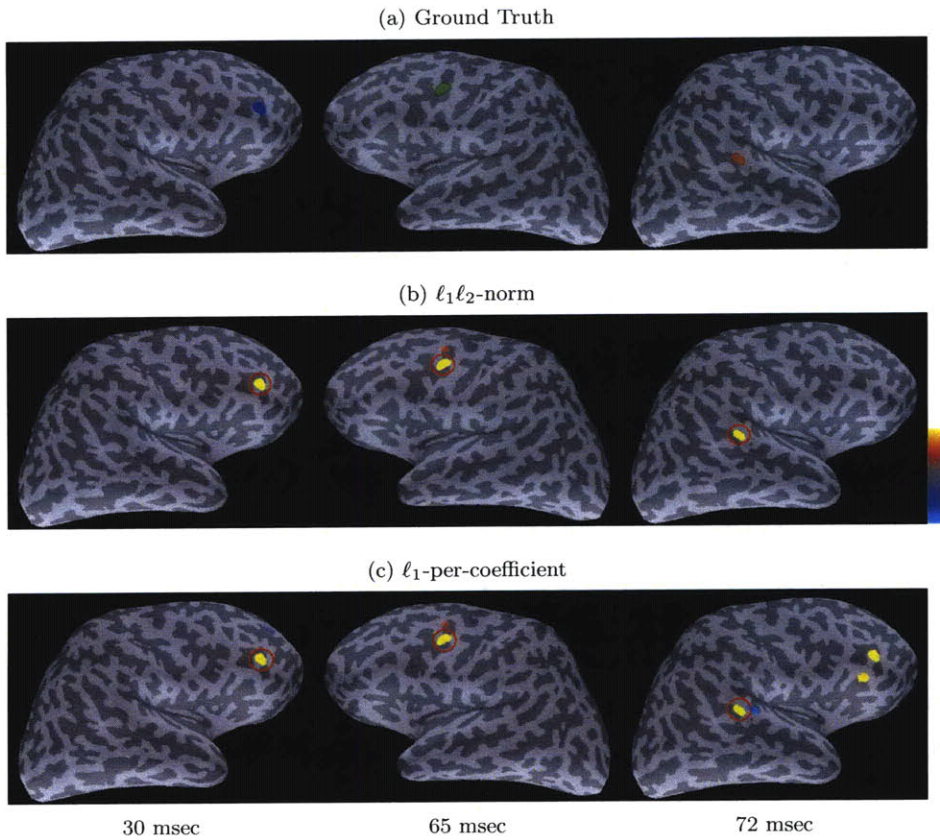 (a) Ground Truth
(b) ℓ₁ℓ₂-norm
(c) ℓ₁-per-coefficient
30 msec 65 msec 72 msec